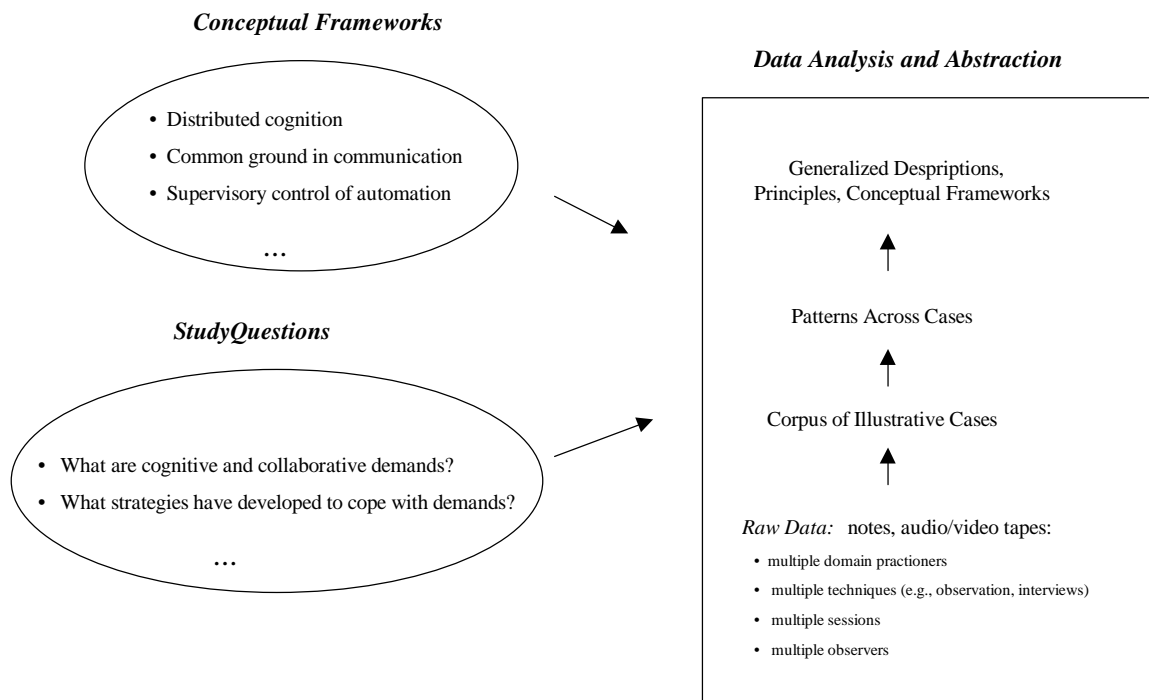 Conceptual Frameworks
• Distributed cognition
• Common ground in communication
• Supervisory control of automation
...
StudyQuestions
• What are cognitive and collaborative demands?
• What strategies have developed to cope with demands?
...
Data Analysis and Abstraction
Generalized Despriptions,
Principles, Conceptual Frameworks
Patterns Across Cases
Corpus of Illustrative Cases
Raw Data: notes, audio/video tapes:
• multiple domain practioners
• multiple techniques (e.g., observation, interviews)
• multiple sessions
• multiple observers